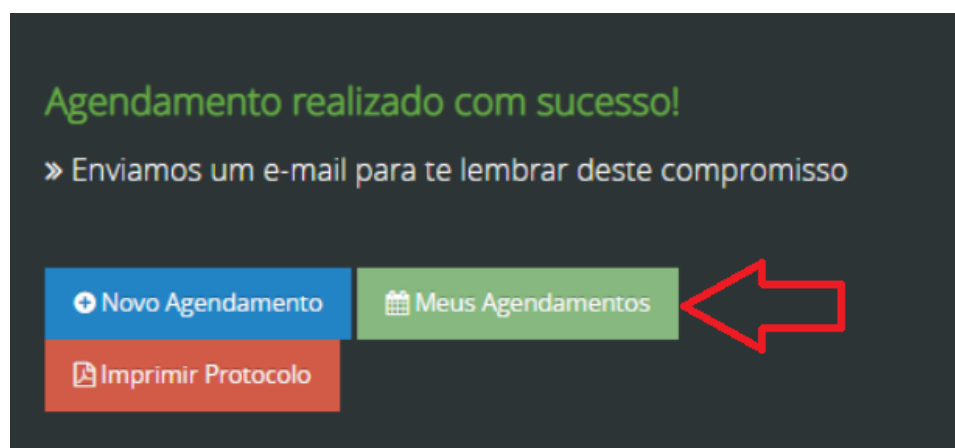 Agendamento realizado com sucesso!
» Enviamos um e-mail para te lembrar deste compromisso
Novo Agendamento
Meus Agendamentos
Imprimir Protocolo